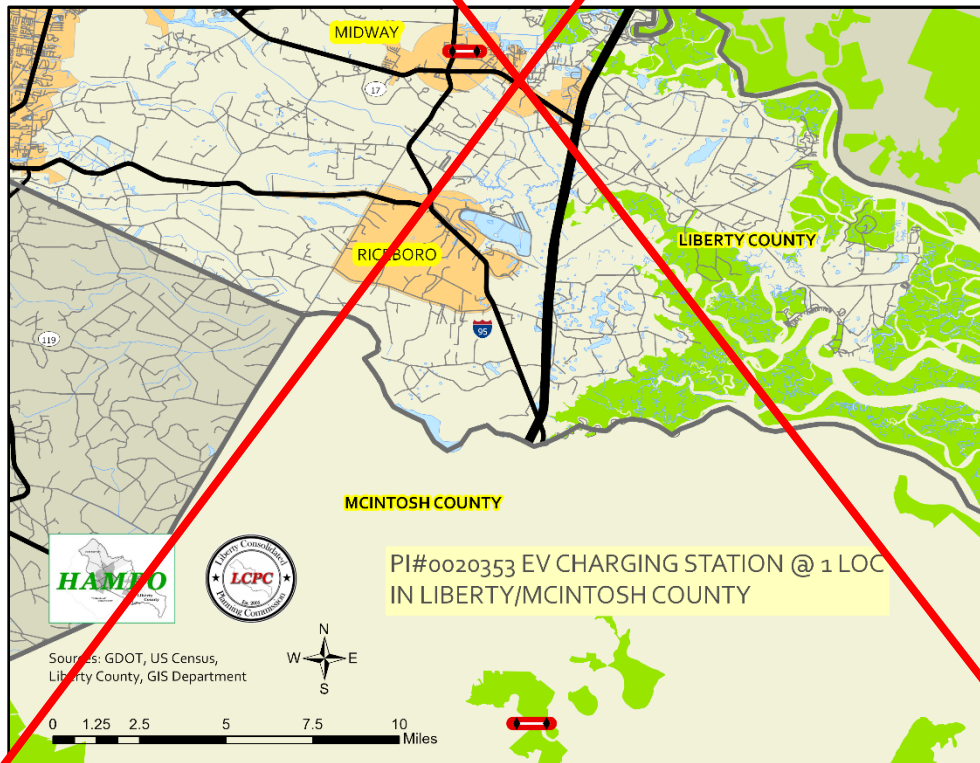 MIDWAY
17
LIBERTY COUNTY
RICEBORO
95
119
MCINTOSH COUNTY
HAMPO
Liberty Consolidated
LCPC
Est. 2005
Planning Commission
PI#0020353 EV CHARGING STATION @ 1 LOC
IN LIBERTY/MCINTOSH COUNTY
Sources: GDOT, US Census,
Liberty County, GIS Department
N
W E
S
0 1.25 2.5 5 7.5 10
Miles